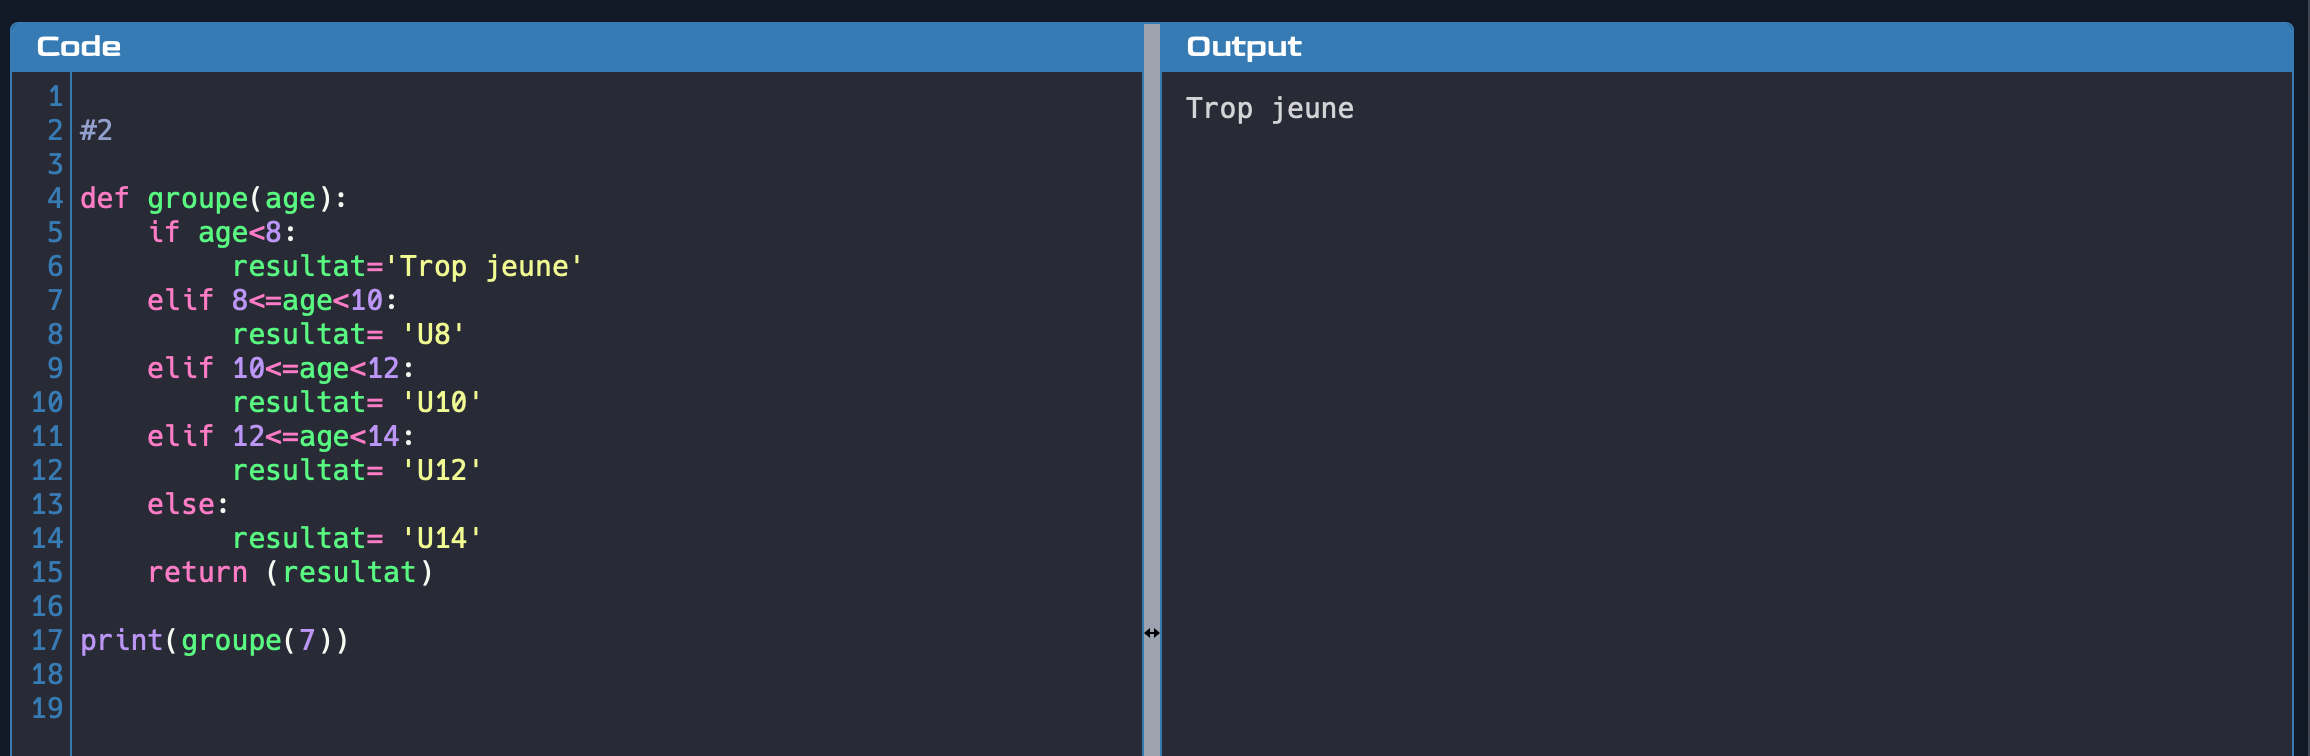 Code
1
2 #2
3
4 def groupe(age):
5     if age<8:
6          resultat='Trop jeune'
7     elif 8<=age<10:
8          resultat= 'U8'
9     elif 10<=age<12:
10          resultat= 'U10'
11     elif 12<=age<14:
12          resultat= 'U12'
13     else:
14          resultat= 'U14'
15     return (resultat)
16
17 print(groupe(7))
18
19
Output
Trop jeune